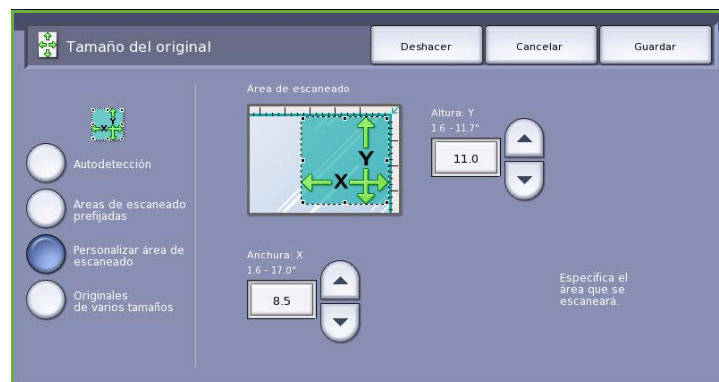 Tamaño del original
Deshacer
Cancelar
Guardar
Autodetección
Áreas de escaneado
prefijadas
Personalizar área de
escaneado
Originales
de varios tamaños
Área de escaneado
Y
X
Altura: Y
1.6 - 11.7"
11.0
Anchura: X
1.6 - 17.0"
8.5
Especifica el
área que se
escaneará.